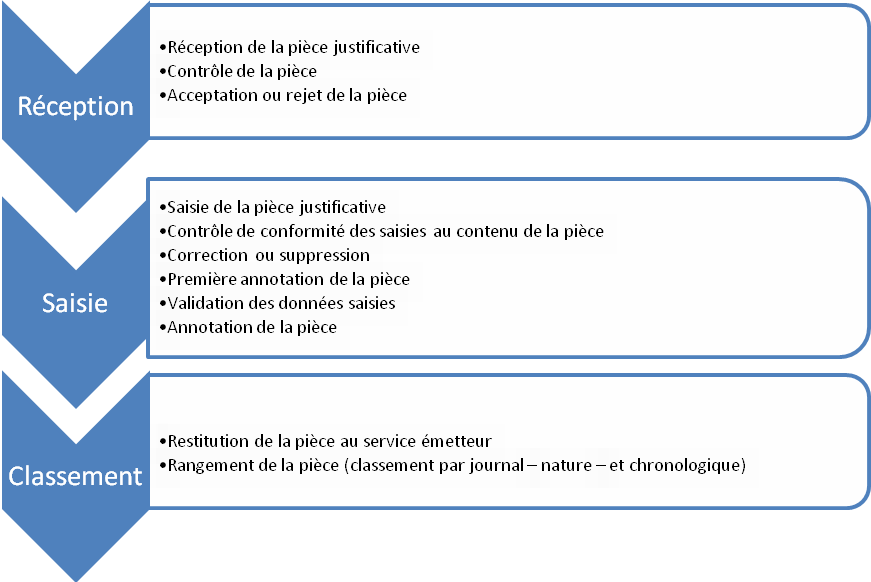 Réception
•Réception de la pièce justificative
•Contrôle de la pièce
•Acceptation ou rejet de la pièce
Saisie
•Saisie de la pièce justificative
•Contrôle de conformité des saisies au contenu de la pièce
•Correction ou suppression
•Première annotation de la pièce
•Validation des données saisies
•Annotation de la pièce
Classement
•Restitution de la pièce au service émetteur
•Rangement de la pièce (classement par journal – nature – et chronologique)